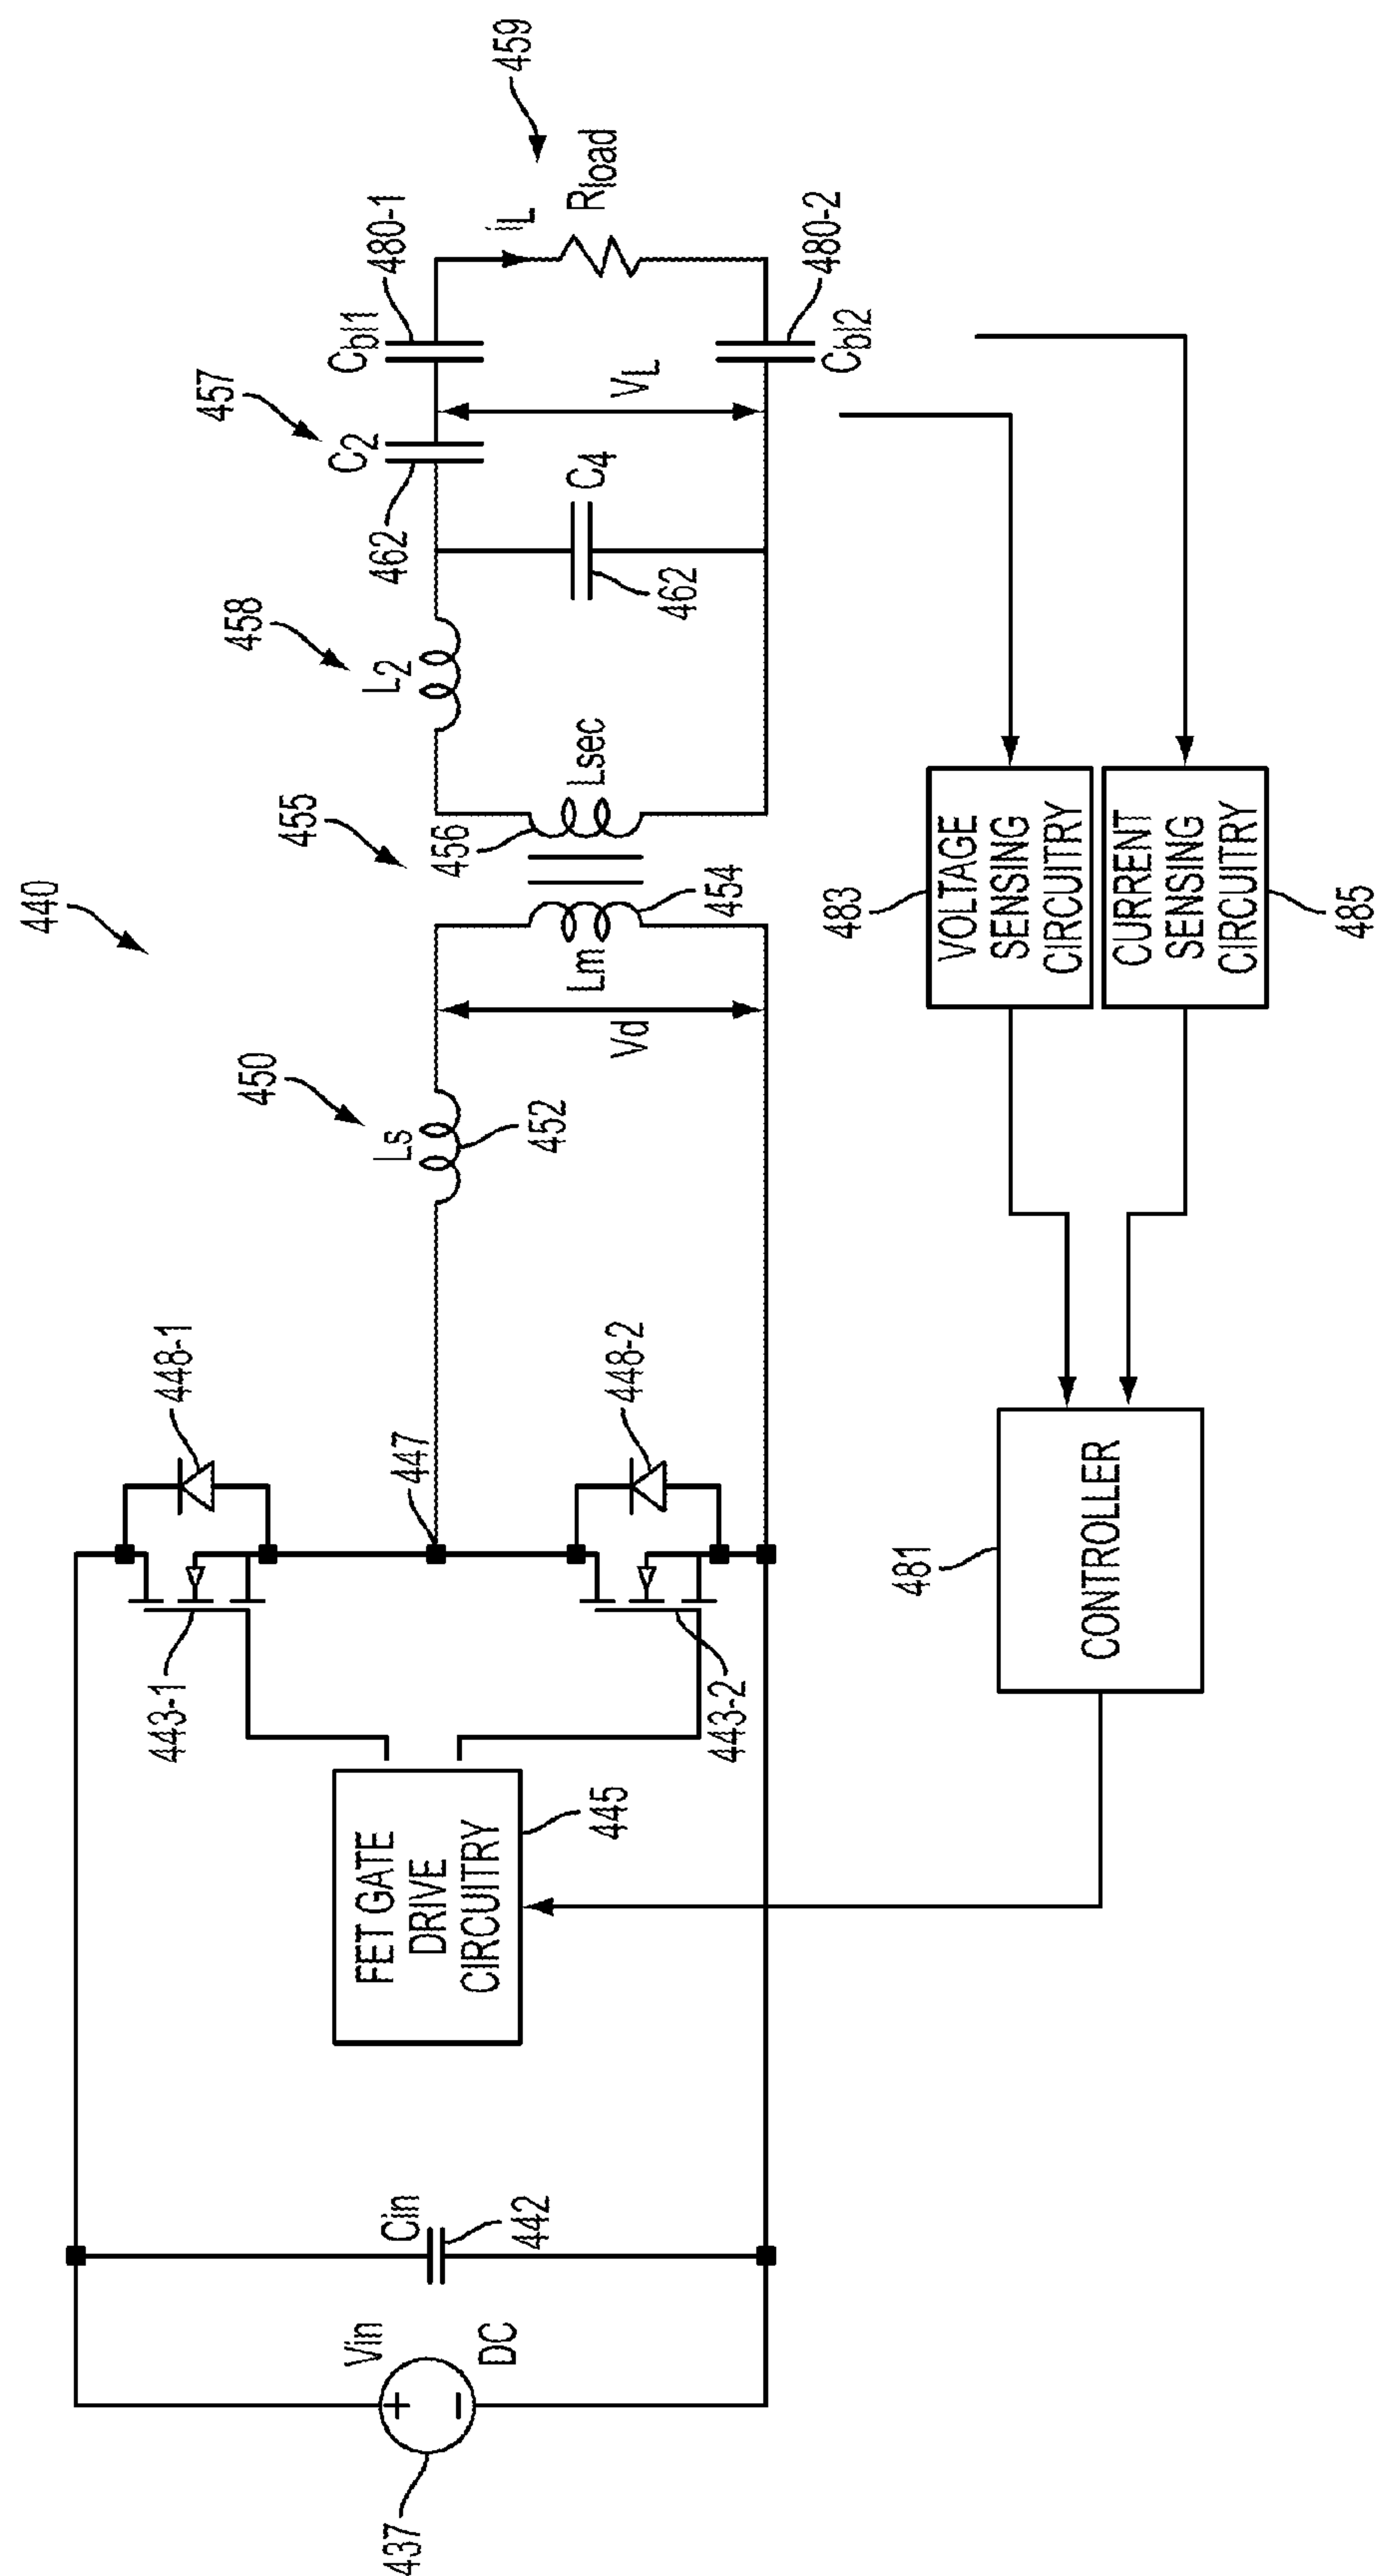 440
437
Vin
+
–
DC
Cin
442
FET GATE
DRIVE
CIRCUITRY
445
443-1
448-1
443-2
448-2
447
450
Ls
452
Vd
Lm
454
455
456
Lsec
458
L2
457
C2
462
C4
462
VL
Cbl1
480-1
Cbl2
480-2
iL
Rload
459
CONTROLLER
481
VOLTAGE
SENSING
CIRCUITRY
483
CURRENT
SENSING
CIRCUITRY
485